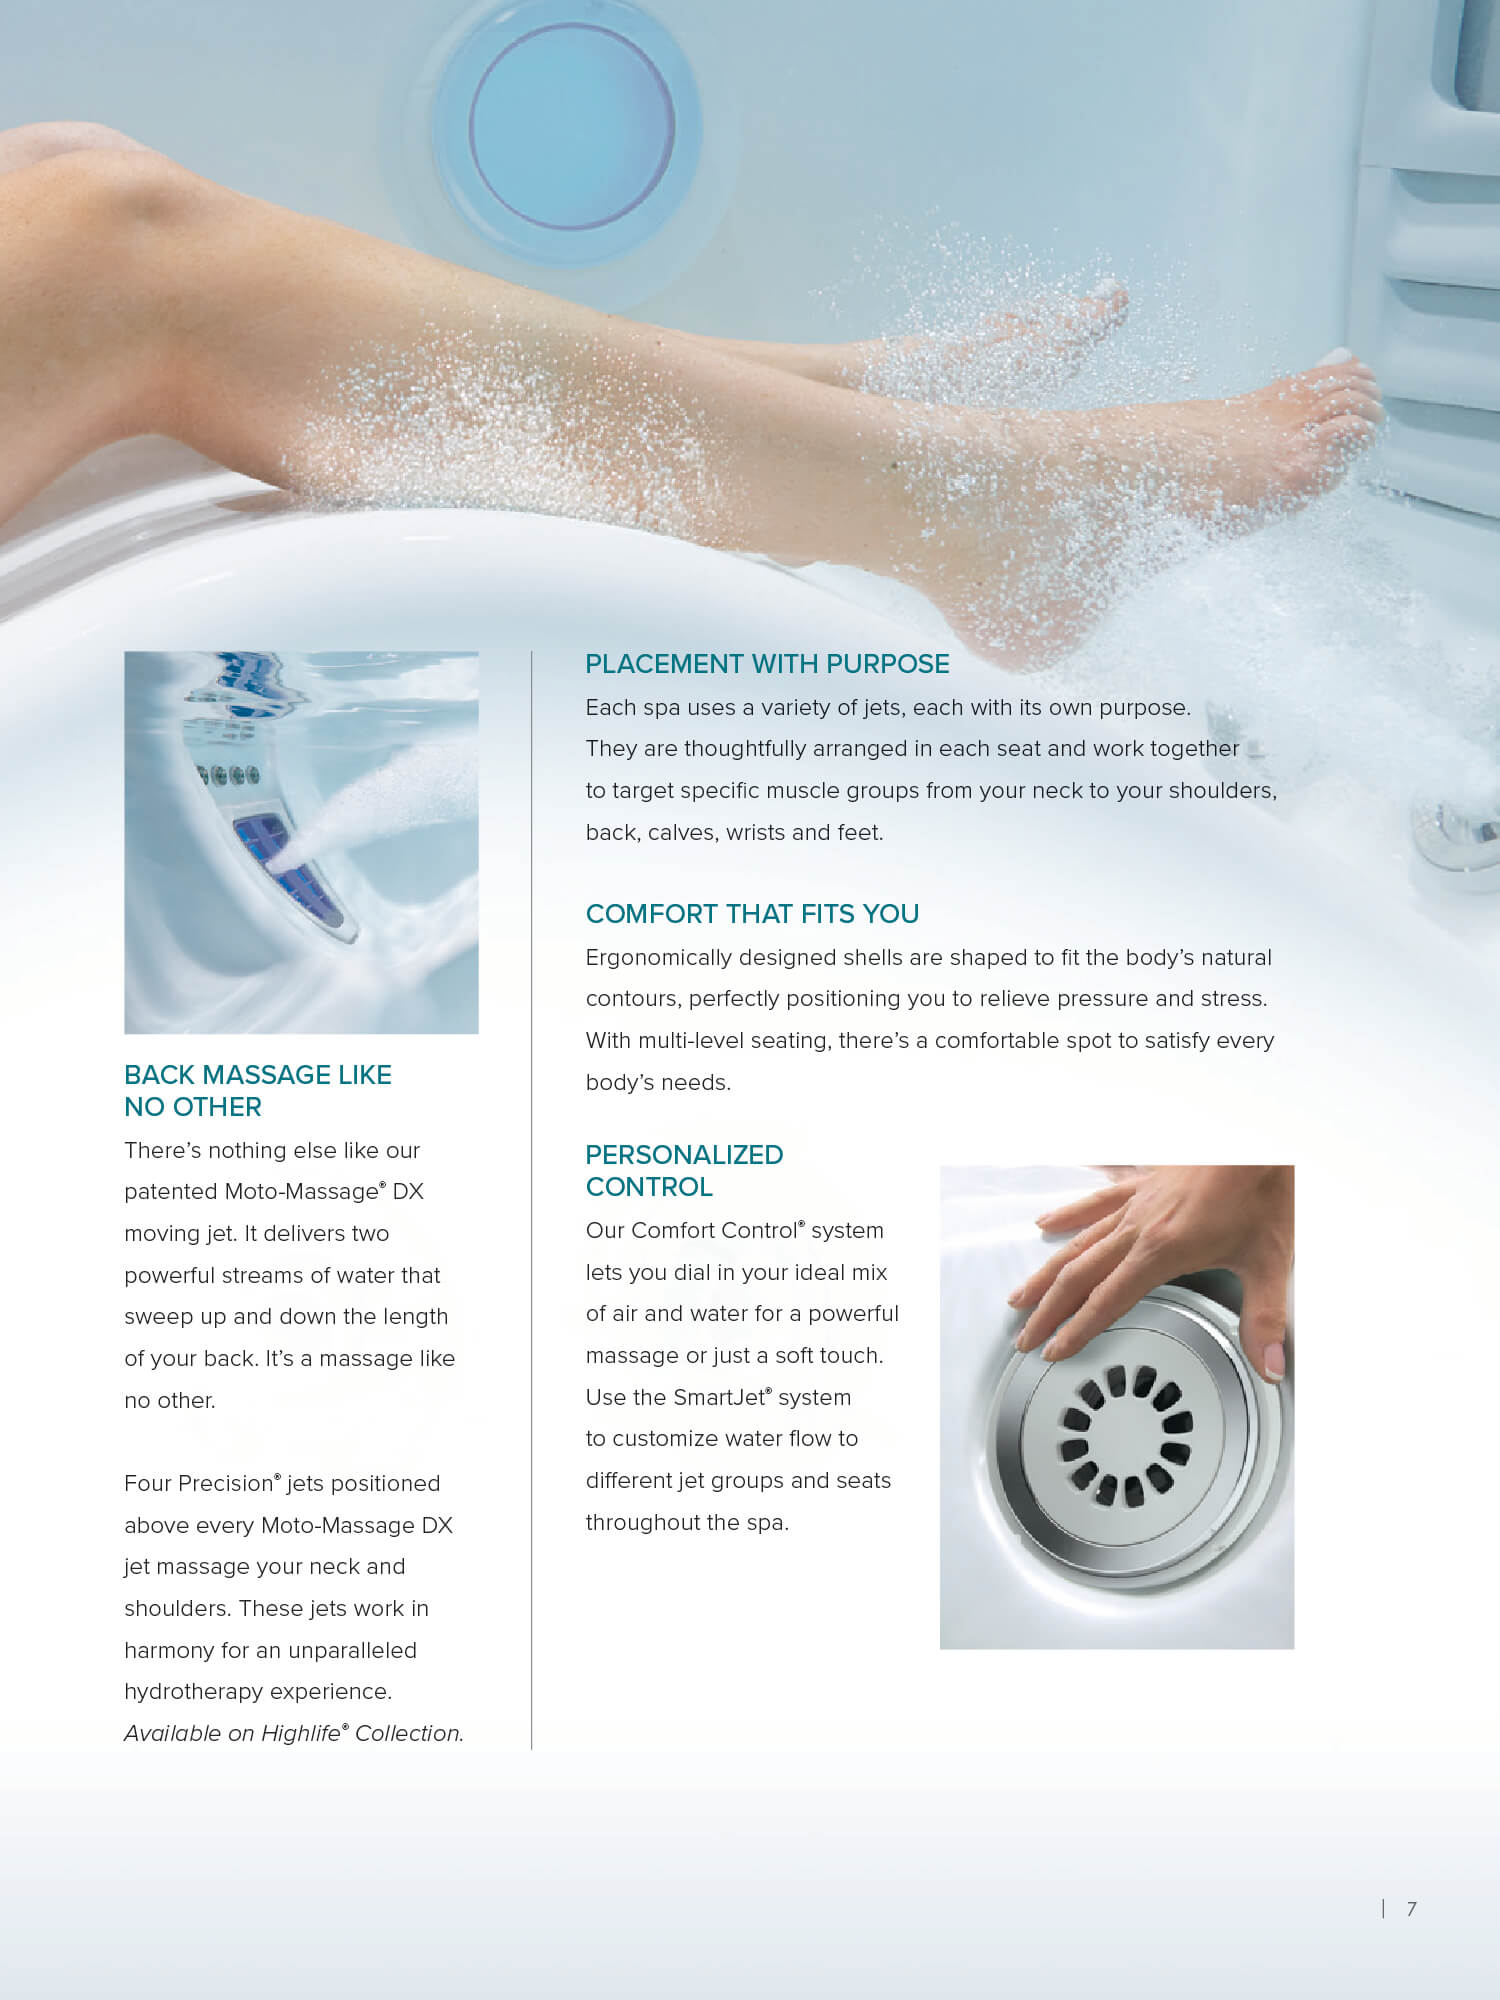 BACK MASSAGE LIKE
NO OTHER
There’s nothing else like our
patented Moto-Massage® DX
moving jet. It delivers two
powerful streams of water that
sweep up and down the length
of your back. It’s a massage like
no other.
Four Precision® jets positioned
above every Moto-Massage DX
jet massage your neck and
shoulders. These jets work in
harmony for an unparalleled
hydrotherapy experience.
Available on Highlife® Collection.
PLACEMENT WITH PURPOSE
Each spa uses a variety of jets, each with its own purpose.
They are thoughtfully arranged in each seat and work together
to target specific muscle groups from your neck to your shoulders,
back, calves, wrists and feet.
COMFORT THAT FITS YOU
Ergonomically designed shells are shaped to fit the body’s natural
contours, perfectly positioning you to relieve pressure and stress.
With multi-level seating, there’s a comfortable spot to satisfy every
body’s needs.
PERSONALIZED
CONTROL
Our Comfort Control® system
lets you dial in your ideal mix
of air and water for a powerful
massage or just a soft touch.
Use the SmartJet® system
to customize water flow to
different jet groups and seats
throughout the spa.
| 7